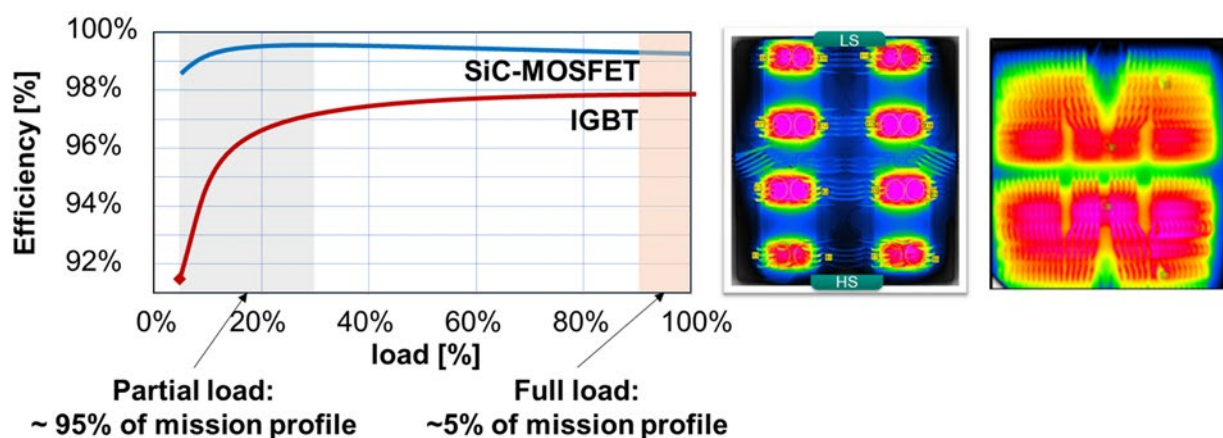 100%
98%
96%
94%
92%
Efficiency [%]
SiC-MOSFET
IGBT
0%
20%
40%
60%
80%
100%
load [%]
Partial load:
~ 95% of mission profile
Full load:
~5% of mission profile
LS
HS